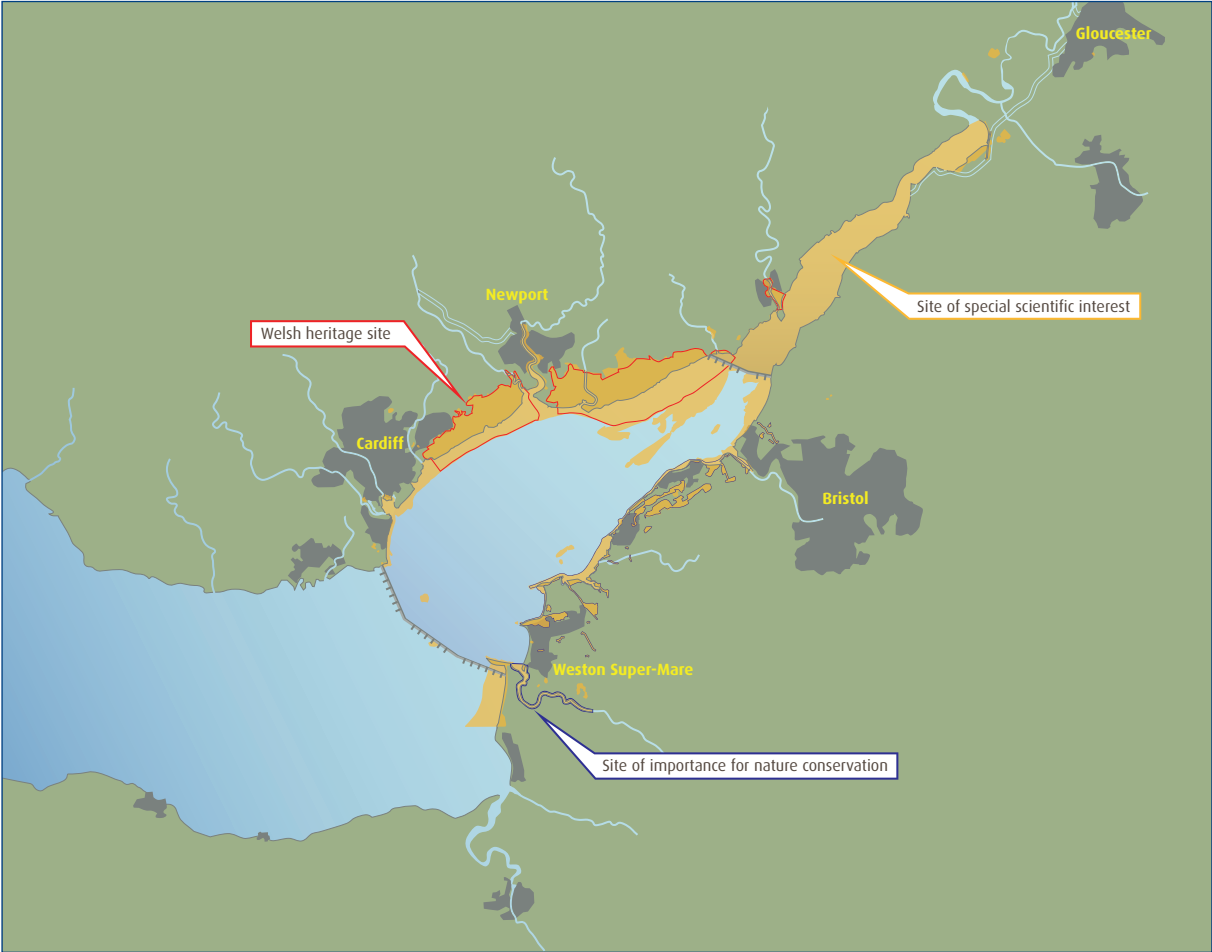 Gloucester
Newport
Site of special scientific interest
Welsh heritage site
Cardiff
Bristol
Weston Super-Mare
Site of importance for nature conservation